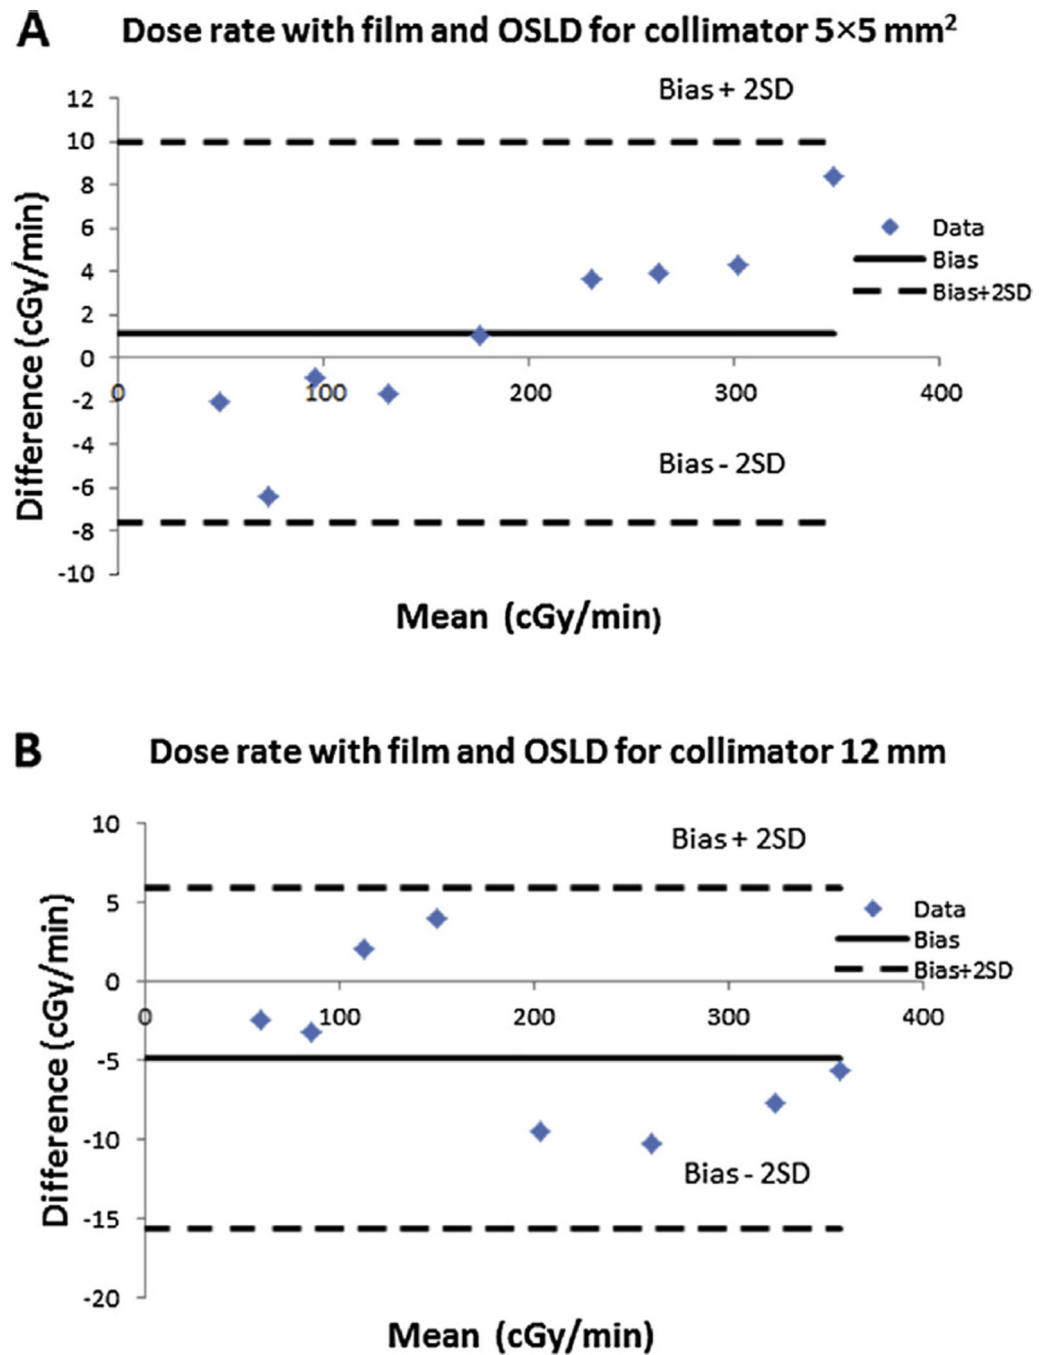 A
Dose rate with film and OSLD for collimator 5×5 mm²
Bias + 2SD
12
10
8
6
4
2
0
-2
-4
-6
-8
-10
0 100 200 300 400
Difference (cGy/min)
Data
Bias
Bias+2SD
Bias - 2SD
Mean (cGy/min)
B
Dose rate with film and OSLD for collimator 12 mm
Bias + 2SD
10
5
0
-5
-10
-15
-20
0 100 200 300 400
Difference (cGy/min)
Data
Bias
Bias+2SD
Bias - 2SD
Mean (cGy/min)